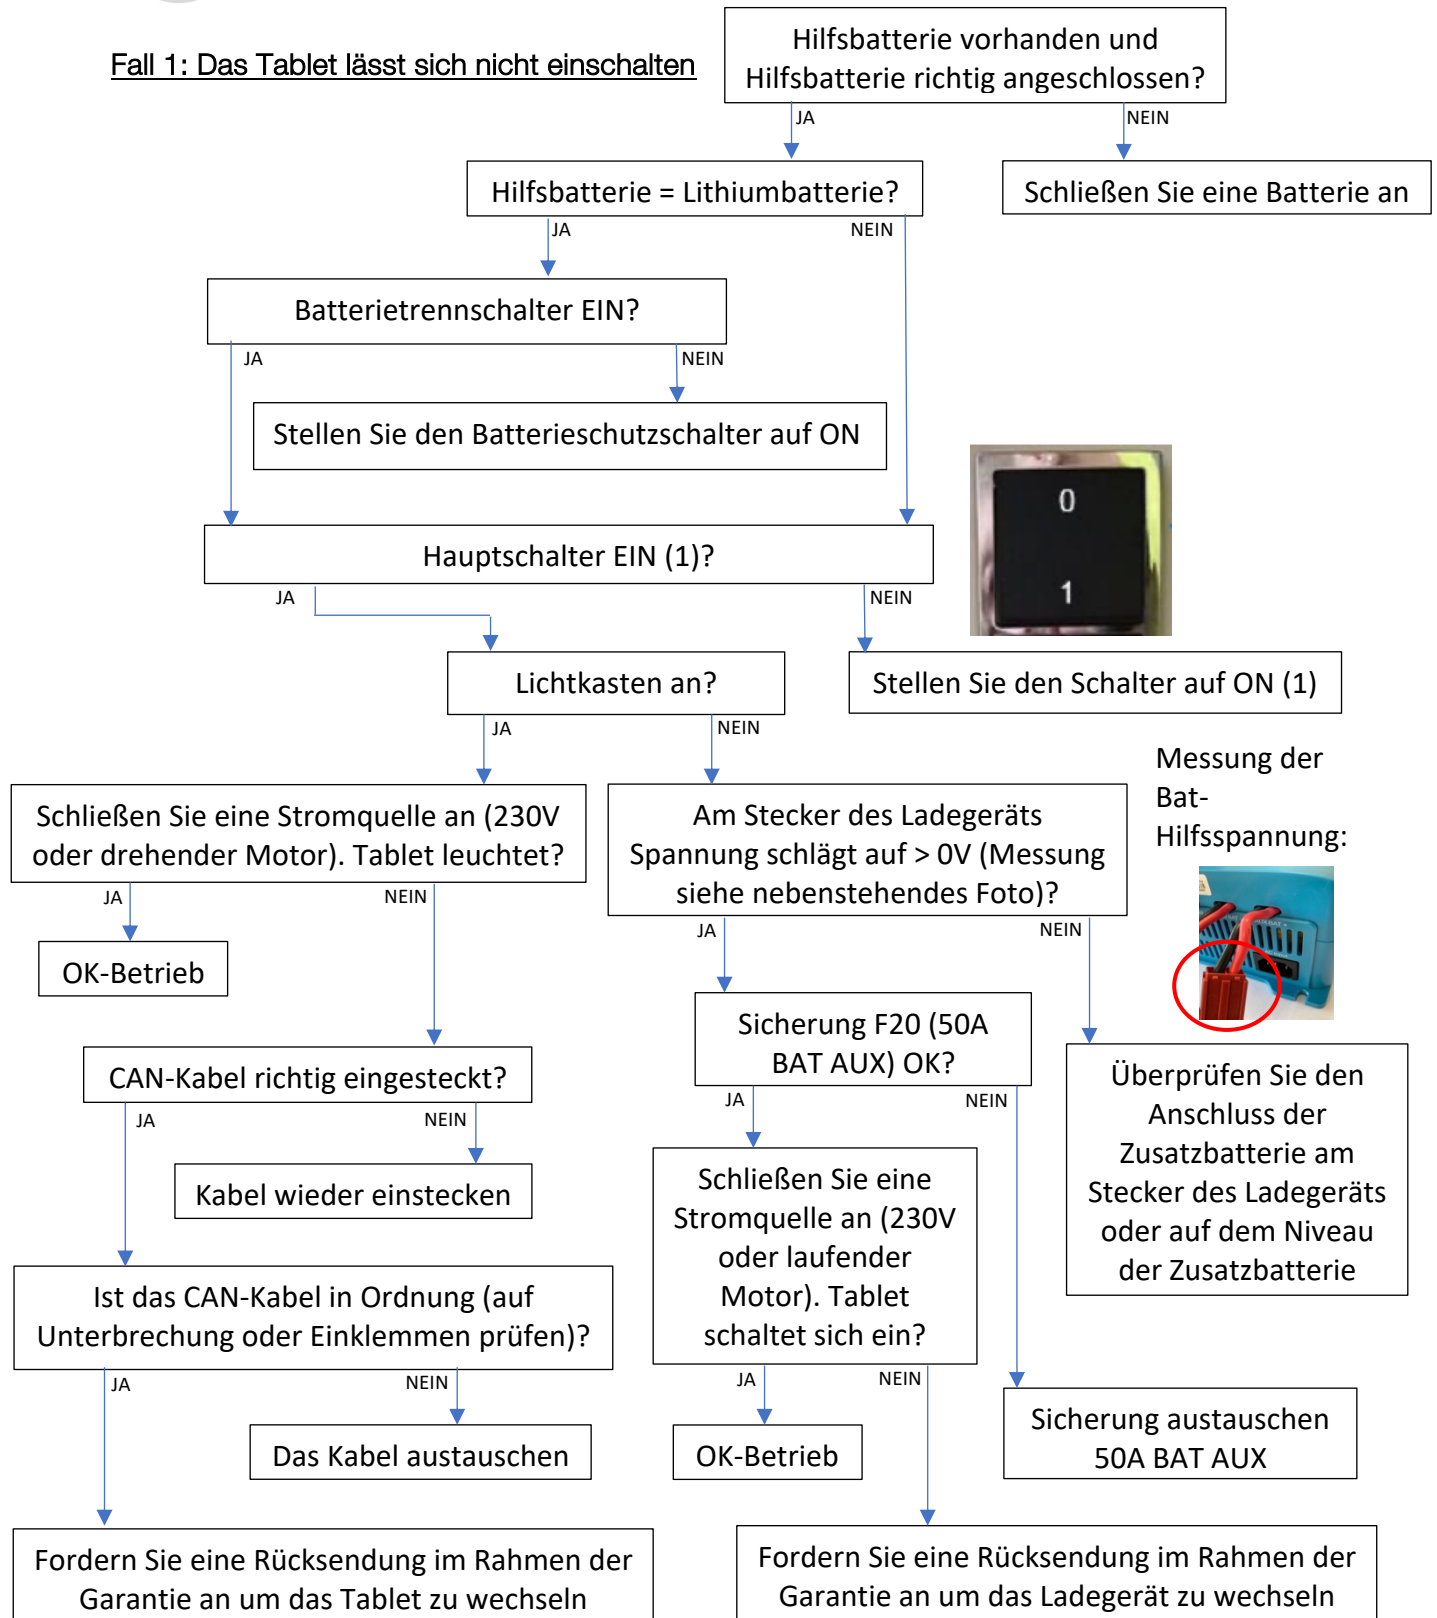 Fall 1: Das Tablet lässt sich nicht einschalten
Hilfsbatterie vorhanden und
Hilfsbatterie richtig angeschlossen?
JA
NEIN
Hilfsbatterie = Lithiumbatterie?
Schließen Sie eine Batterie an
JA
NEIN
Batterietrennschalter EIN?
JA
NEIN
Stellen Sie den Batterieschutzschalter auf ON
0
1
Hauptschalter EIN (1)?
JA
NEIN
Lichtkasten an?
Stellen Sie den Schalter auf ON (1)
JA
NEIN
Messung der
Bat-
Hilfsspannung:
Schließen Sie eine Stromquelle an (230V
oder drehender Motor). Tablet leuchtet?
Am Stecker des Ladegeräts
Spannung schlägt auf > 0V (Messung
siehe nebenstehendes Foto)?
JA
NEIN
JA
NEIN
OK-Betrieb
Sicherung F20 (50A
BAT AUX) OK?
CAN-Kabel richtig eingesteckt?
Überprüfen Sie den
Anschluss der
Zusatzbatterie am
Stecker des Ladegeräts
oder auf dem Niveau
der Zusatzbatterie
JA
NEIN
JA
NEIN
Kabel wieder einstecken
Schließen Sie eine
Stromquelle an (230V
oder laufender
Motor). Tablet
schaltet sich ein?
Ist das CAN-Kabel in Ordnung (auf
Unterbrechung oder Einklemmen prüfen)?
JA
NEIN
JA
NEIN
Das Kabel austauschen
OK-Betrieb
Sicherung austauschen
50A BAT AUX
Fordern Sie eine Rücksendung im Rahmen der
Garantie an um das Tablet zu wechseln
Fordern Sie eine Rücksendung im Rahmen der
Garantie an um das Ladegerät zu wechseln